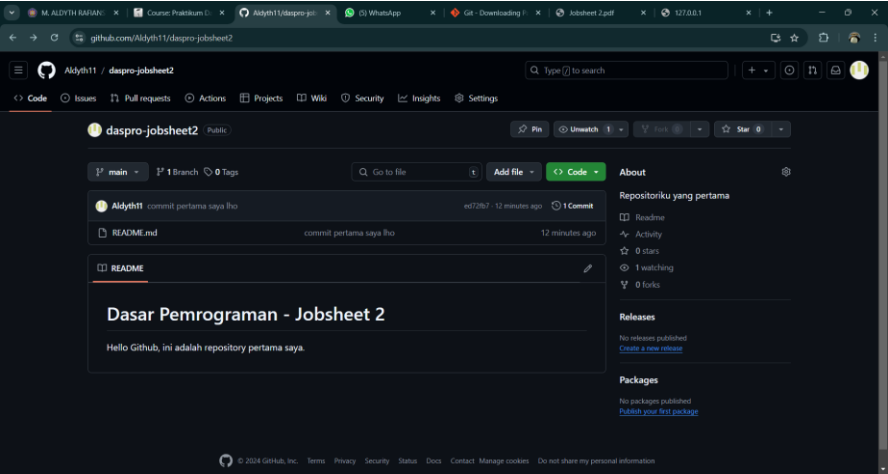 M. ALDYTH RAFIANS
Course: Praktikum D
Aldyth11/daspro-jobs
(5) WhatsApp
Git - Downloading P
Jobsheet 2.pdf
127.0.0.1
github.com/Aldyth11/daspro-jobsheet2
Aldyth11 / daspro-jobsheet2
Type / to search
Code Issues Pull requests Actions Projects Wiki Security Insights Settings
daspro-jobsheet2 Public
Pin Unwatch 1 Fork 0 Star 0
main 1 Branch 0 Tags
Go to file t
Add file Code
Aldyth11 commit pertama saya lho
ed72f67 · 12 minutes ago 1 Commit
README.md commit pertama saya lho 12 minutes ago
README
Dasar Pemrograman - Jobsheet 2
Hello Github, ini adalah repository pertama saya.
About
Repositoriku yang pertama
Readme
Activity
0 stars
1 watching
0 forks
Releases
No releases published
Create a new release
Packages
No packages published
Publish your first package
© 2024 GitHub, Inc. Terms Privacy Security Status Docs Contact Manage cookies Do not share my personal information